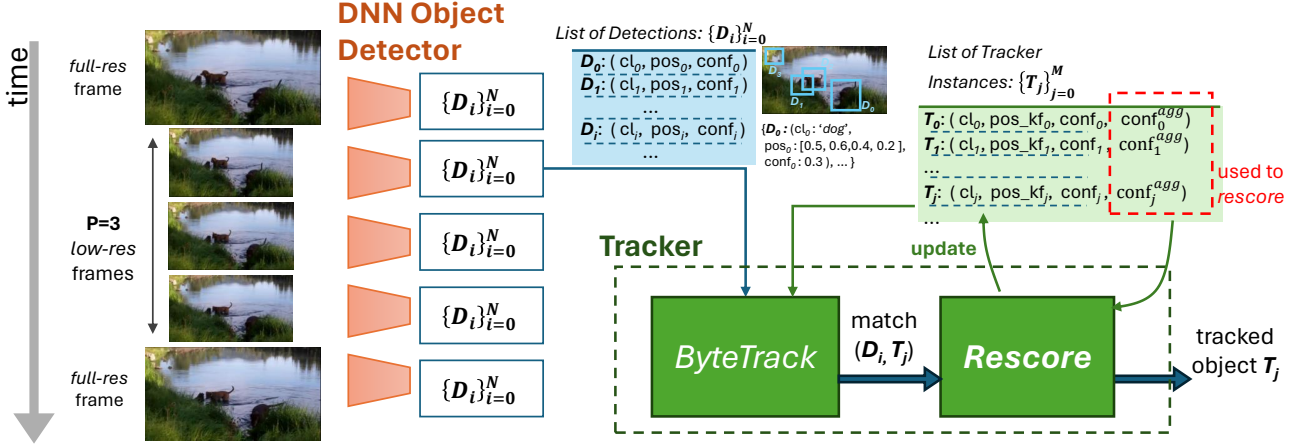 time
full-res
frame
P=3
low-res
frames
full-res
frame
DNN Object
Detector
{D_i}_{i=0}^N
{D_i}_{i=0}^N
{D_i}_{i=0}^N
{D_i}_{i=0}^N
{D_i}_{i=0}^N
List of Detections: {D_i}_{i=0}^N
D_0: ( cl_0, pos_0, conf_0)
D_1: ( cl_1, pos_1, conf_1)
...
D_i: ( cl_i, pos_i, conf_i)
...
D_2
D_1
D_0
{D_0 : (cl_0 : ‘dog’,
pos_0 : [0.5, 0.6,0.4, 0.2 ],
conf_0 : 0.3 ), ... }
List of Tracker
Instances: {T_j}_{j=0}^M
T_0: ( cl_0, pos_kf_0, conf_0, conf_0^{agg})
T_1: ( cl_1, pos_kf_1, conf_1, conf_1^{agg})
...
T_j: ( cl_j, pos_kf_j, conf_j, conf_j^{agg})
...
used to
rescore
update
Tracker
ByteTrack
match
(D_i, T_j)
Rescore
tracked
object T_j